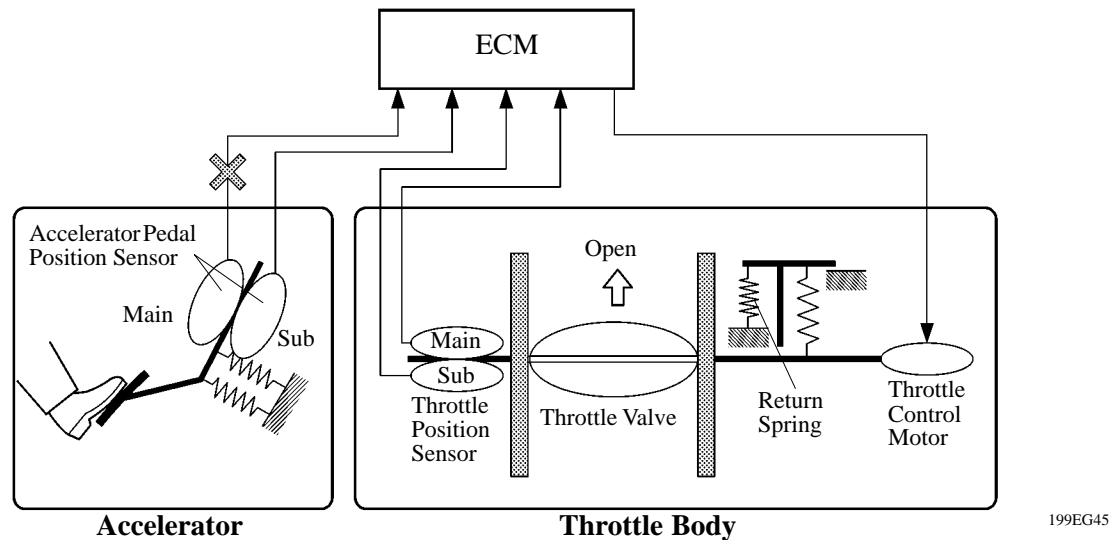 ECM
Accelerator Pedal
Position Sensor
Main
Sub
Open
Main
Sub
Throttle
Position
Sensor
Throttle Valve
Return
Spring
Throttle
Control
Motor
Accelerator
Throttle Body
199EG45